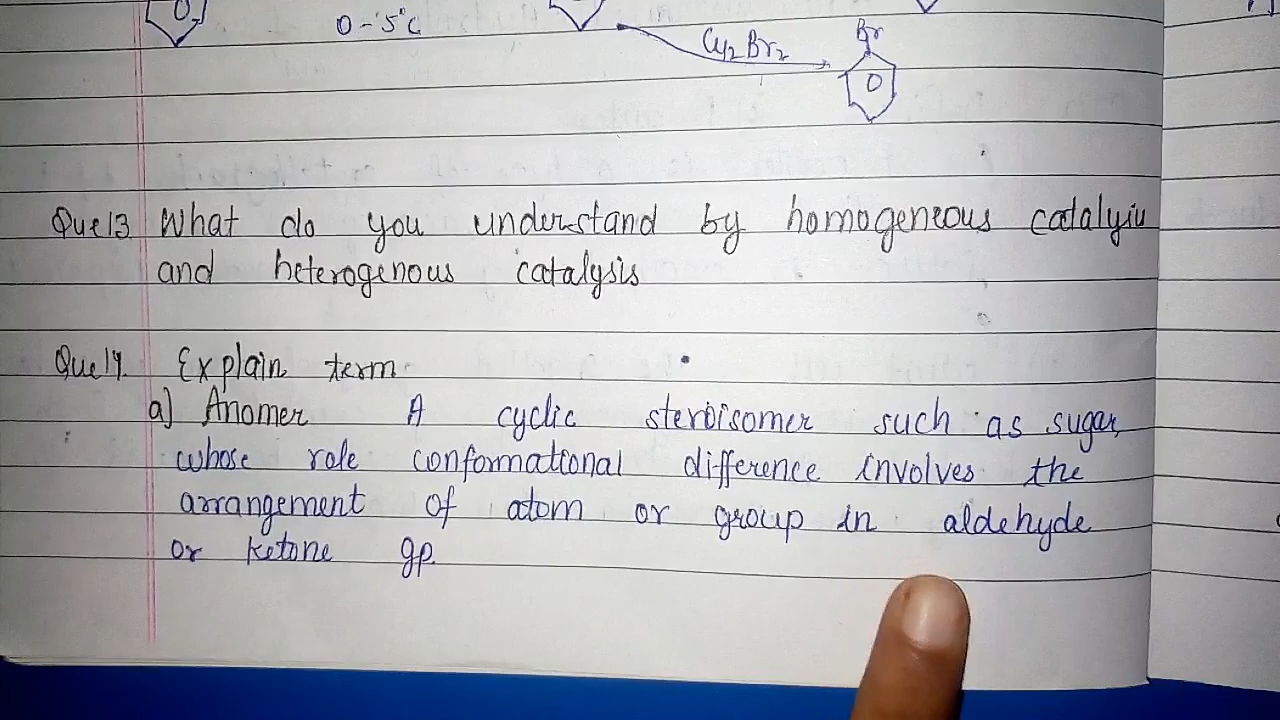 0-5°C
Cu2Br2
Br
Que13 What do you understand by homogeneous catalysis
and heterogenous catalysis
Que14. Explain term
a) Anomer A cyclic steroisomer such as sugar,
whose role conformational difference involves the
arrangement of atom or group in aldehyde
or ketone gp.